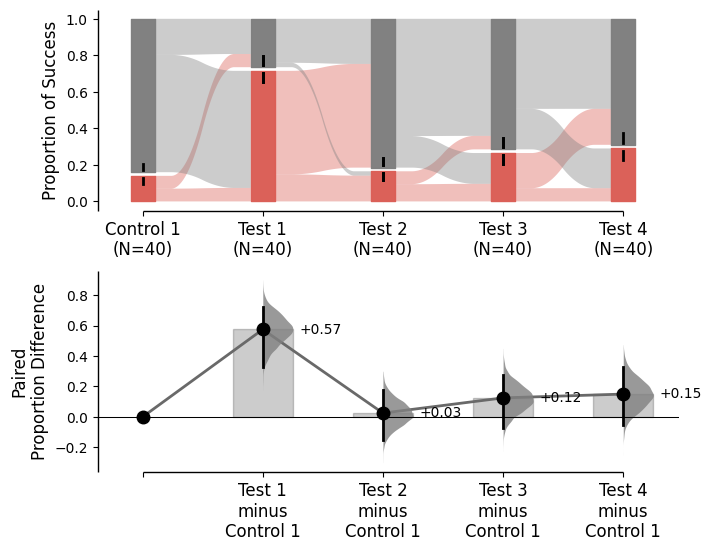 Proportion of Success
1.0
0.8
0.6
0.4
0.2
0.0
Control 1 Test 1 Test 2 Test 3 Test 4
(N=40) (N=40) (N=40) (N=40) (N=40)
Paired
Proportion Difference
0.8
0.6
0.4
0.2
0.0
−0.2
+0.57
+0.03
+0.12
+0.15
Test 1 Test 2 Test 3 Test 4
minus minus minus minus
Control 1 Control 1 Control 1 Control 1